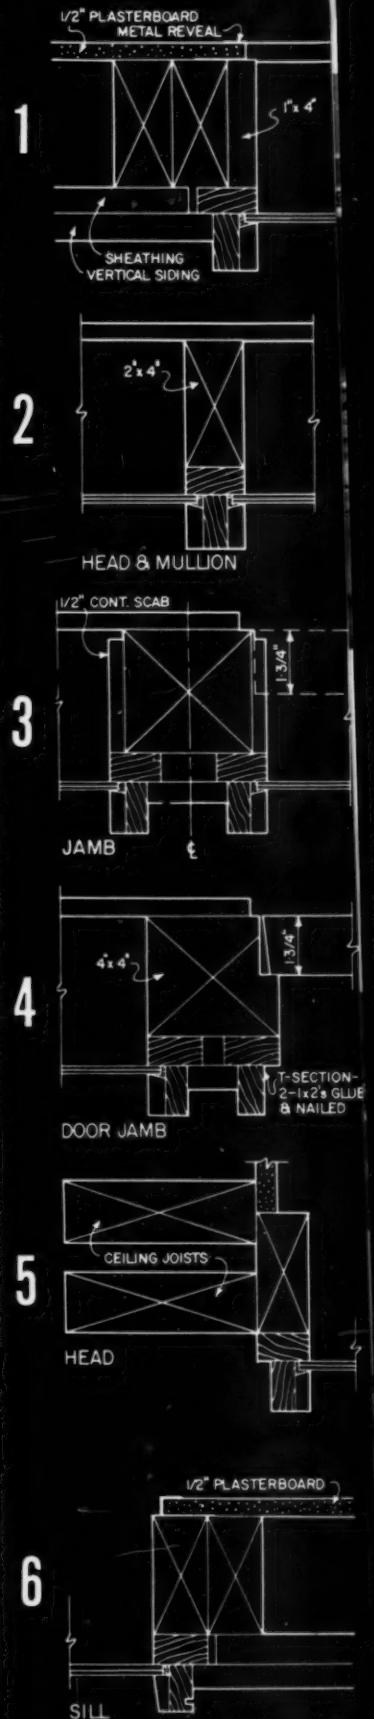 1/2" PLASTERBOARD
METAL REVEAL
1
1"x 4"
SHEATHING
VERTICAL SIDING
2
2"x 4"
HEAD & MULLION
1/2" CONT. SCAB
3
1-3/4"
JAMB
℄
4
4"x 4"
1-3/4"
T-SECTION-
2-1x2's GLUE
& NAILED
DOOR JAMB
5
CEILING JOISTS
HEAD
1/2" PLASTERBOARD
6
SILL